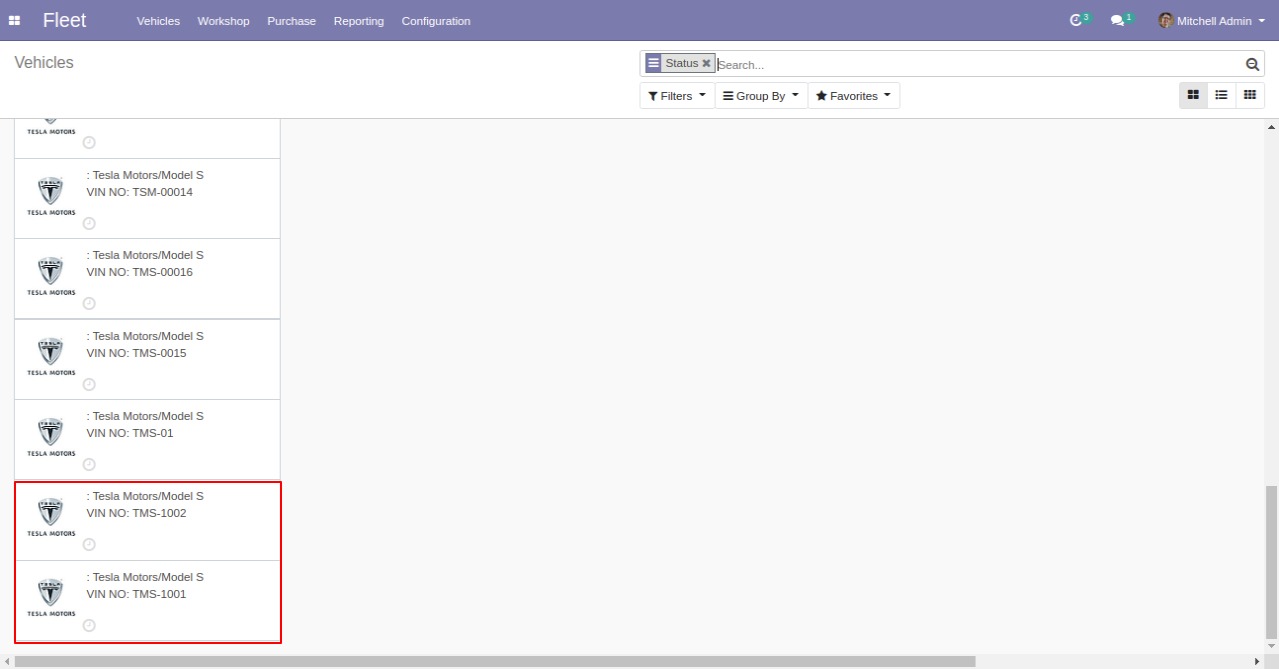 Fleet
Vehicles
Workshop
Purchase
Reporting
Configuration
3
1
Mitchell Admin
Vehicles
Status
Search...
Filters
Group By
Favorites
TESLA MOTORS
: Tesla Motors/Model S
VIN NO: TSM-00014
TESLA MOTORS
: Tesla Motors/Model S
VIN NO: TMS-00016
TESLA MOTORS
: Tesla Motors/Model S
VIN NO: TMS-0015
TESLA MOTORS
: Tesla Motors/Model S
VIN NO: TMS-01
TESLA MOTORS
: Tesla Motors/Model S
VIN NO: TMS-1002
TESLA MOTORS
: Tesla Motors/Model S
VIN NO: TMS-1001
TESLA MOTORS